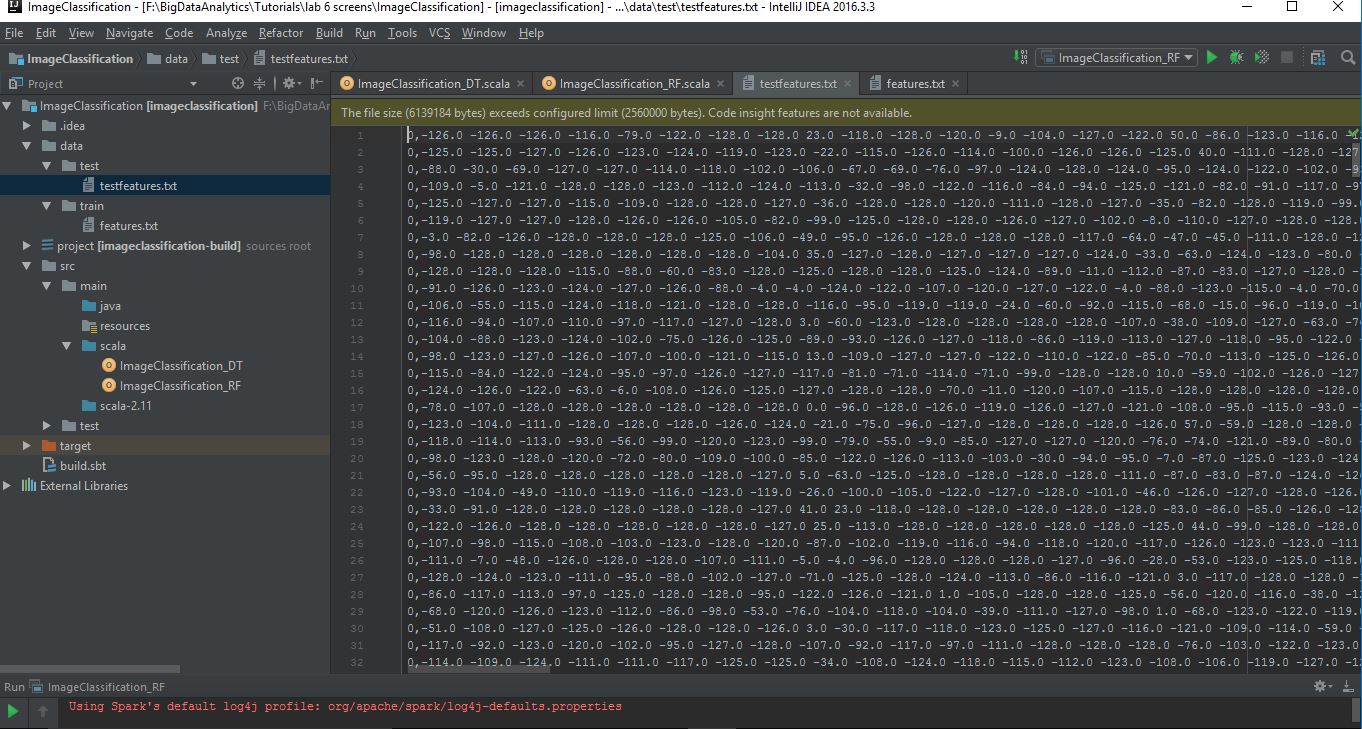 ImageClassification - [F:\BigDataAnalytics\Tutorials\lab 6 screens\ImageClassification] - [imageclassification] - ...\data\test\testfeatures.txt - IntelliJ IDEA 2016.3.3
File Edit View Navigate Code Analyze Refactor Build Run Tools VCS Window Help
ImageClassification data test testfeatures.txt ImageClassification_RF
Project
ImageClassification_DT.scala ImageClassification_RF.scala testfeatures.txt features.txt
ImageClassification [imageclassification] F:\BigDataAr
.idea
data
test
testfeatures.txt
train
features.txt
project [imageclassification-build] sources root
src
main
java
resources
scala
ImageClassification_DT
ImageClassification_RF
scala-2.11
test
target
build.sbt
External Libraries
The file size (6139184 bytes) exceeds configured limit (2560000 bytes). Code insight features are not available.
1 0,-126.0 -126.0 -126.0 -116.0 -79.0 -122.0 -128.0 -128.0 23.0 -118.0 -128.0 -120.0 -9.0 -104.0 -127.0 -122.0 50.0 -86.0 -123.0 -116.0
2 0,-125.0 -125.0 -127.0 -126.0 -123.0 -124.0 -119.0 -123.0 -22.0 -115.0 -126.0 -114.0 -100.0 -126.0 -126.0 -125.0 40.0 -111.0 -128.0 -127
3 0,-88.0 -30.0 -69.0 -127.0 -127.0 -114.0 -118.0 -102.0 -106.0 -67.0 -69.0 -76.0 -97.0 -124.0 -128.0 -124.0 -95.0 -124.0 -122.0 -102.0
4 0,-109.0 -5.0 -121.0 -128.0 -128.0 -123.0 -112.0 -124.0 -113.0 -32.0 -98.0 -122.0 -116.0 -84.0 -94.0 -125.0 -121.0 -82.0 -91.0 -117.0 -97
5 0,-125.0 -127.0 -127.0 -115.0 -109.0 -128.0 -128.0 -127.0 -36.0 -128.0 -128.0 -120.0 -111.0 -128.0 -127.0 -35.0 -82.0 -128.0 -119.0 -99.
6 0,-119.0 -127.0 -127.0 -128.0 -126.0 -126.0 -105.0 -82.0 -99.0 -125.0 -128.0 -128.0 -126.0 -127.0 -102.0 -8.0 -110.0 -127.0 -128.0 -128.
7 0,-3.0 -82.0 -126.0 -128.0 -128.0 -128.0 -125.0 -106.0 -49.0 -95.0 -126.0 -128.0 -128.0 -128.0 -117.0 -64.0 -47.0 -45.0 -111.0 -128.0 -12
8 0,-98.0 -128.0 -128.0 -128.0 -128.0 -128.0 -128.0 -104.0 35.0 -127.0 -128.0 -127.0 -127.0 -127.0 -124.0 -33.0 -63.0 -124.0 -123.0 -80.0
9 0,-128.0 -128.0 -128.0 -115.0 -88.0 -60.0 -83.0 -128.0 -125.0 -128.0 -128.0 -125.0 -124.0 -89.0 -11.0 -112.0 -87.0 -83.0 -127.0 -128.0
10 0,-91.0 -126.0 -123.0 -124.0 -127.0 -126.0 -88.0 -4.0 -4.0 -124.0 -122.0 -107.0 -120.0 -127.0 -122.0 -4.0 -88.0 -123.0 -115.0 -4.0 -70.0
11 0,-106.0 -55.0 -115.0 -124.0 -118.0 -121.0 -128.0 -128.0 -116.0 -95.0 -119.0 -119.0 -24.0 -60.0 -92.0 -115.0 -68.0 -15.0 -96.0 -119.0
12 0,-116.0 -94.0 -107.0 -110.0 -97.0 -117.0 -127.0 -128.0 3.0 -60.0 -123.0 -128.0 -128.0 -128.0 -128.0 -107.0 -38.0 -109.0 -127.0 -63.0
13 0,-104.0 -88.0 -123.0 -124.0 -102.0 -75.0 -126.0 -125.0 -89.0 -93.0 -126.0 -127.0 -118.0 -86.0 -119.0 -113.0 -127.0 -118.0 -95.0 -122.0
14 0,-98.0 -123.0 -127.0 -126.0 -107.0 -100.0 -121.0 -115.0 13.0 -109.0 -127.0 -127.0 -122.0 -110.0 -122.0 -85.0 -70.0 -113.0 -125.0 -126.0
15 0,-115.0 -84.0 -122.0 -124.0 -95.0 -97.0 -126.0 -127.0 -117.0 -81.0 -71.0 -114.0 -71.0 -99.0 -128.0 -128.0 10.0 -59.0 -102.0 -126.0 -127
16 0,-124.0 -126.0 -122.0 -63.0 -6.0 -108.0 -126.0 -125.0 -127.0 -128.0 -128.0 -70.0 -11.0 -120.0 -107.0 -115.0 -128.0 -128.0 -128.0 -128.
17 0,-78.0 -107.0 -128.0 -128.0 -128.0 -128.0 -128.0 -128.0 0.0 -96.0 -128.0 -126.0 -119.0 -126.0 -127.0 -121.0 -108.0 -95.0 -115.0 -93.0
18 0,-123.0 -104.0 -111.0 -128.0 -128.0 -128.0 -126.0 -124.0 -21.0 -75.0 -96.0 -127.0 -128.0 -128.0 -128.0 -126.0 57.0 -59.0 -128.0 -128.0
19 0,-118.0 -114.0 -113.0 -93.0 -56.0 -99.0 -120.0 -123.0 -99.0 -79.0 -55.0 -9.0 -85.0 -127.0 -127.0 -120.0 -76.0 -74.0 -121.0 -89.0 -80.0
20 0,-98.0 -123.0 -128.0 -120.0 -72.0 -80.0 -109.0 -100.0 -85.0 -122.0 -126.0 -113.0 -103.0 -30.0 -94.0 -95.0 -7.0 -87.0 -125.0 -123.0 -124
21 0,-56.0 -95.0 -128.0 -128.0 -128.0 -128.0 -128.0 -127.0 5.0 -63.0 -125.0 -128.0 -128.0 -128.0 -128.0 -111.0 -87.0 -83.0 -87.0 -124.0
22 0,-93.0 -104.0 -49.0 -110.0 -119.0 -116.0 -123.0 -119.0 -26.0 -100.0 -105.0 -122.0 -127.0 -128.0 -101.0 -46.0 -126.0 -127.0 -128.0 -126.
23 0,-33.0 -91.0 -128.0 -128.0 -128.0 -128.0 -128.0 -127.0 41.0 23.0 -118.0 -128.0 -128.0 -128.0 -128.0 -128.0 -83.0 -86.0 -85.0 -126.0
24 0,-122.0 -126.0 -128.0 -128.0 -128.0 -128.0 -128.0 -127.0 25.0 -113.0 -128.0 -128.0 -128.0 -128.0 -128.0 -125.0 44.0 -99.0 -128.0 -128.0
25 0,-107.0 -98.0 -115.0 -108.0 -103.0 -123.0 -128.0 -120.0 -87.0 -102.0 -119.0 -116.0 -94.0 -118.0 -120.0 -117.0 -126.0 -123.0 -123.0 -111
26 0,-111.0 -7.0 -48.0 -126.0 -128.0 -128.0 -107.0 -111.0 -5.0 -4.0 -96.0 -128.0 -128.0 -128.0 -127.0 -96.0 -28.0 -53.0 -123.0 -125.0 -118.
27 0,-128.0 -124.0 -123.0 -111.0 -95.0 -88.0 -102.0 -127.0 -71.0 -125.0 -128.0 -124.0 -113.0 -86.0 -116.0 -121.0 3.0 -117.0 -128.0 -128.0
28 0,-86.0 -117.0 -113.0 -97.0 -125.0 -128.0 -128.0 -95.0 -122.0 -126.0 -121.0 1.0 -105.0 -128.0 -128.0 -125.0 -56.0 -120.0 -116.0 -38.0
29 0,-68.0 -120.0 -126.0 -123.0 -112.0 -86.0 -98.0 -53.0 -76.0 -104.0 -118.0 -104.0 -39.0 -111.0 -127.0 -98.0 1.0 -68.0 -123.0 -122.0 -119.
30 0,-51.0 -108.0 -127.0 -125.0 -126.0 -128.0 -128.0 -126.0 3.0 -30.0 -117.0 -118.0 -123.0 -125.0 -127.0 -116.0 -121.0 -109.0 -114.0 -59.0
31 0,-117.0 -92.0 -123.0 -120.0 -102.0 -95.0 -127.0 -128.0 -107.0 -92.0 -117.0 -97.0 -111.0 -128.0 -128.0 -128.0 -76.0 -103.0 -122.0 -123.0
32 0,-114.0 -109.0 -124.0 -111.0 -111.0 -117.0 -125.0 -125.0 -34.0 -108.0 -124.0 -118.0 -115.0 -112.0 -123.0 -108.0 -106.0 -119.0 -127.0
Run ImageClassification_RF
Using Spark's default log4j profile: org/apache/spark/log4j-defaults.properties